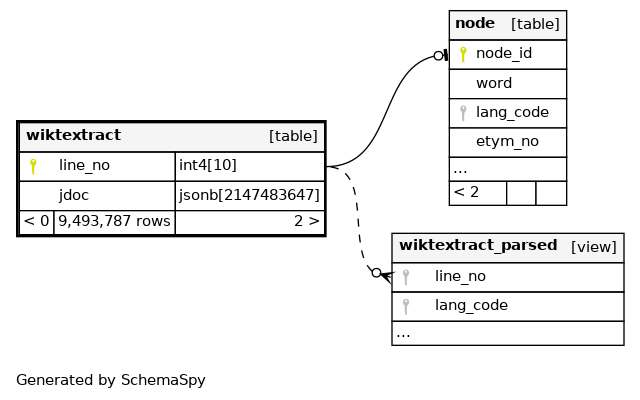 node [table]
node_id
word
lang_code
etym_no
...
< 2
wiktextract [table]
line_no int4[10]
jdoc jsonb[2147483647]
< 0 9,493,787 rows 2 >
wiktextract_parsed [view]
line_no
lang_code
...
Generated by SchemaSpy